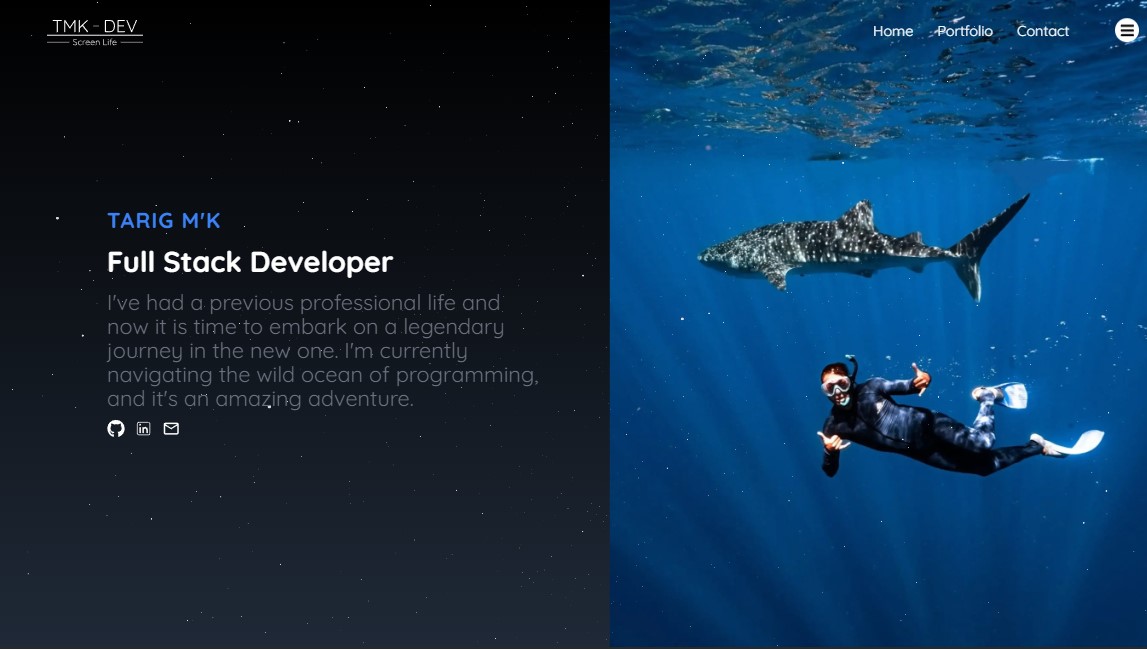 TMK - DEV
Screen Life
Home Portfolio Contact
TARIG M'K
Full Stack Developer
I've had a previous professional life and
now it is time to embark on a legendary
journey in the new one. I'm currently
navigating the wild ocean of programming,
and it's an amazing adventure.
in